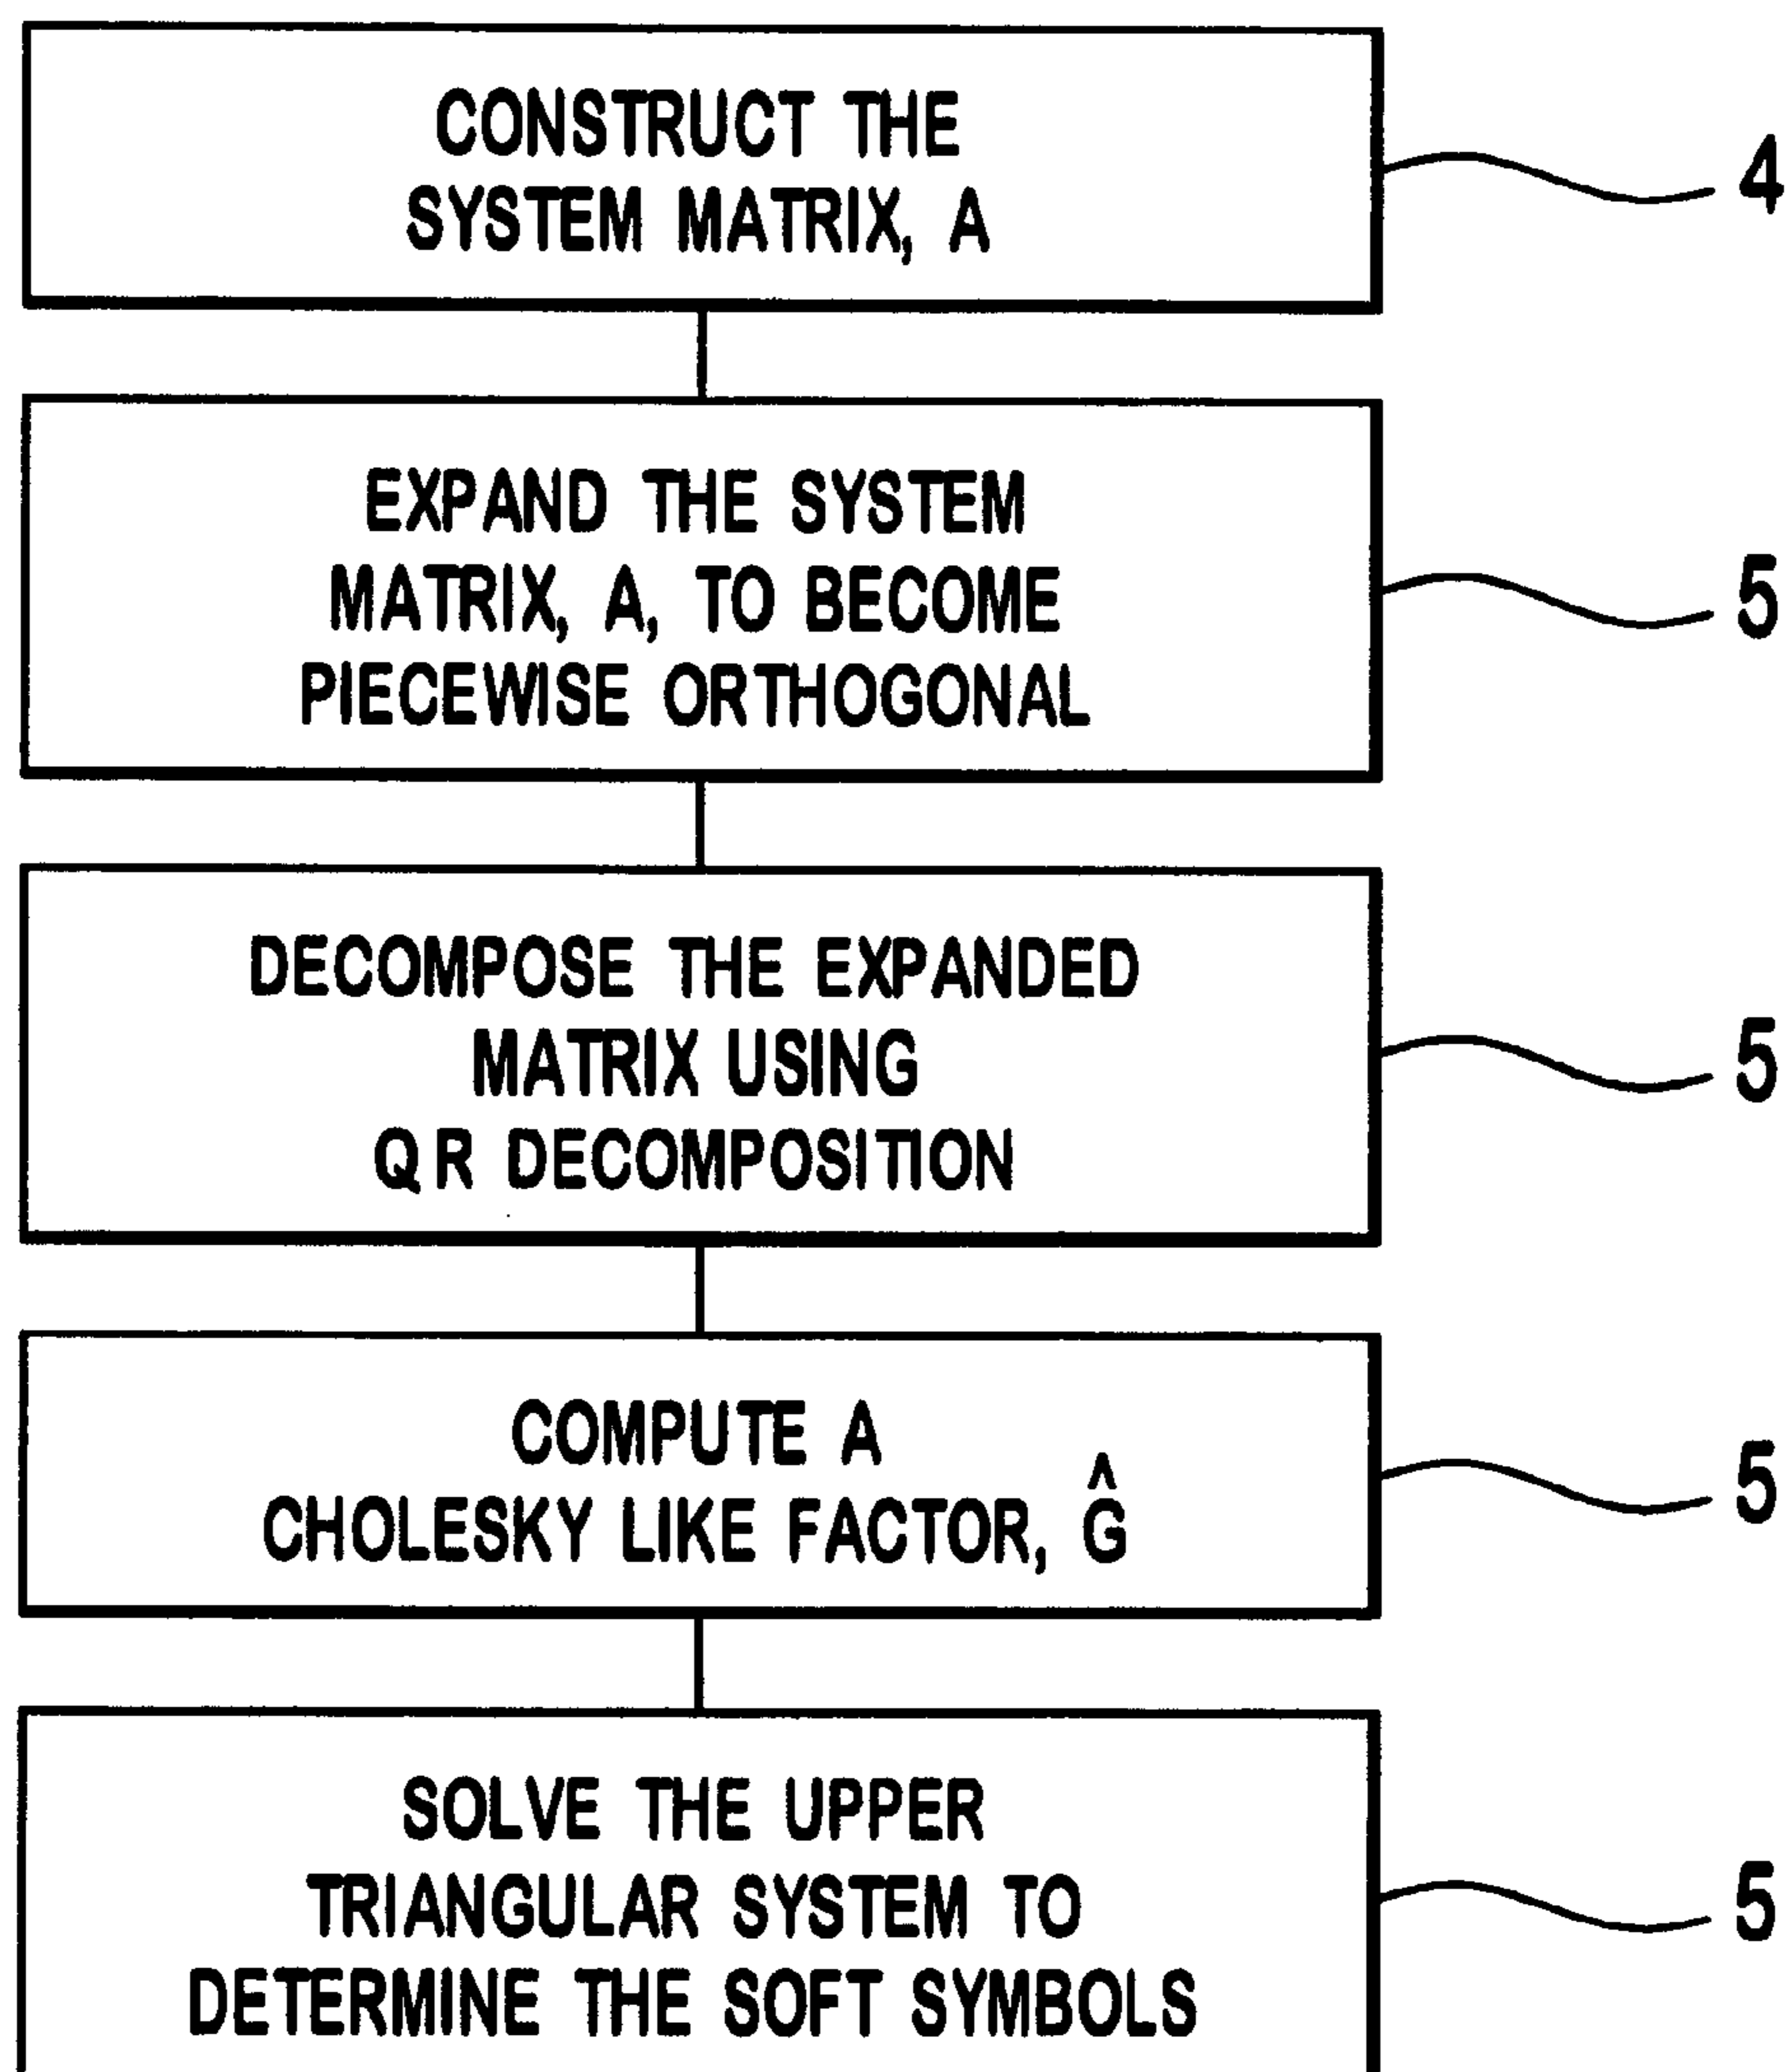 CONSTRUCT THE
SYSTEM MATRIX, A
4
EXPAND THE SYSTEM
MATRIX, A, TO BECOME
PIECEWISE ORTHOGONAL
5
DECOMPOSE THE EXPANDED
MATRIX USING
QR DECOMPOSITION
5
COMPUTE A
CHOLESKY LIKE FACTOR, Ĝ
5
SOLVE THE UPPER
TRIANGULAR SYSTEM TO
DETERMINE THE SOFT SYMBOLS
5